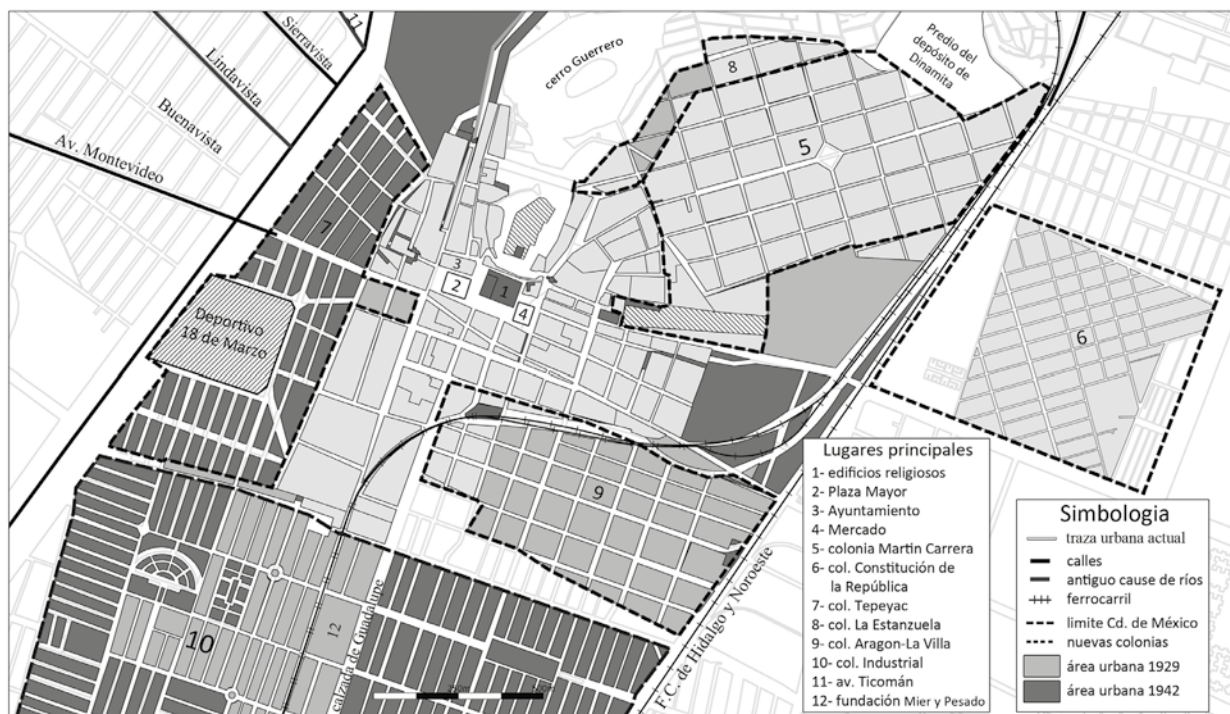 11
Sierravista
Lindavista
Buenavista
Av. Montevideo
cerro Guerrero
Predio del
depósito de
Dinamita
8
5
7
3
2
1
4
6
Deportivo
18 de Marzo
9
10
12
calzada de Guadalupe
F.C. de Hidalgo y Noroeste
Lugares principales
1- edificios religiosos
2- Plaza Mayor
3- Ayuntamiento
4- Mercado
5- colonia Martín Carrera
6- col. Constitución de
la República
7- col. Tepeyac
8- col. La Estanzuela
9- col. Aragon-La Villa
10- col. Industrial
11- av. Ticomán
12- fundación Mier y Pesado
Simbologia
traza urbana actual
calles
antiguo cause de ríos
ferrocarril
limite Cd. de México
nuevas colonias
área urbana 1929
área urbana 1942